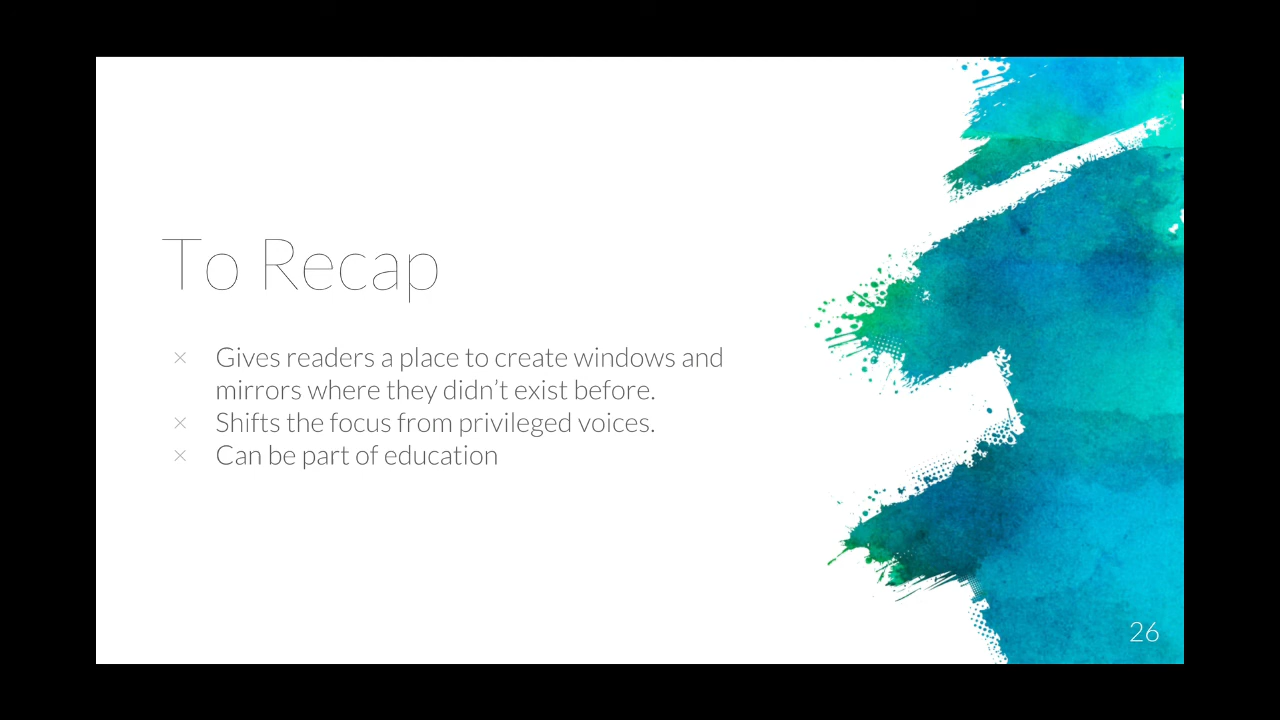 To Recap
× Gives readers a place to create windows and
mirrors where they didn’t exist before.
× Shifts the focus from privileged voices.
× Can be part of education
26